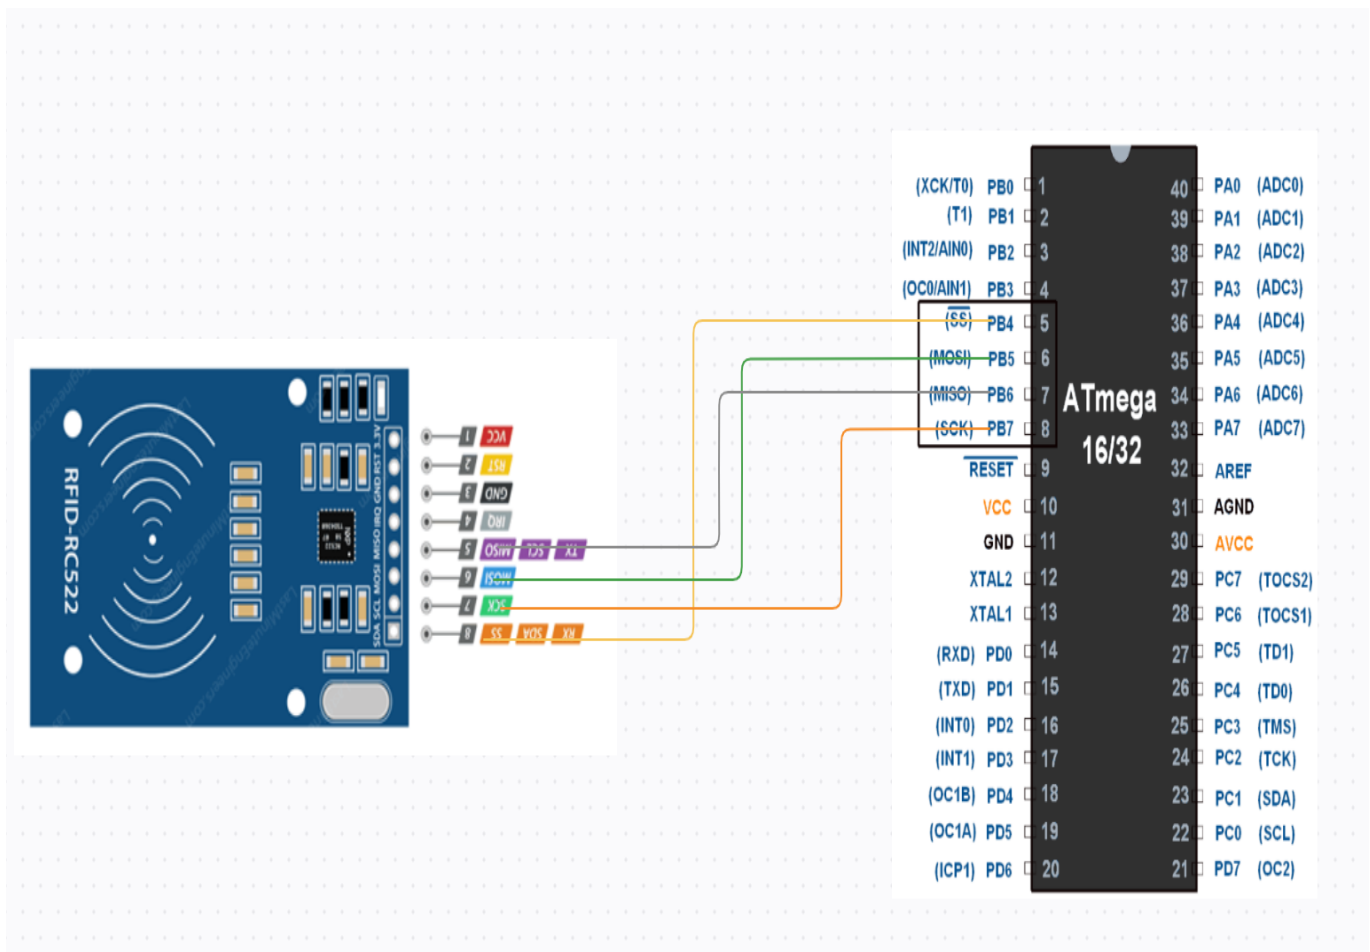 (XCK/T0) PB0 1 40 PA0 (ADC0)
(T1) PB1 2 39 PA1 (ADC1)
(INT2/AIN0) PB2 3 38 PA2 (ADC2)
(OC0/AIN1) PB3 4 37 PA3 (ADC3)
(SS) PB4 5 36 PA4 (ADC4)
(MOSI) PB5 6 35 PA5 (ADC5)
(MISO) PB6 7 34 PA6 (ADC6)
(SCK) PB7 8 33 PA7 (ADC7)
RESET 9 32 AREF
VCC 10 31 AGND
GND 11 30 AVCC
XTAL2 12 29 PC7 (TOCS2)
XTAL1 13 28 PC6 (TOCS1)
(RXD) PD0 14 27 PC5 (TD1)
(TXD) PD1 15 26 PC4 (TD0)
(INT0) PD2 16 25 PC3 (TMS)
(INT1) PD3 17 24 PC2 (TCK)
(OC1B) PD4 18 23 PC1 (SDA)
(OC1A) PD5 19 22 PC0 (SCL)
(ICP1) PD6 20 21 PD7 (OC2)
ATmega
16/32
RFID-RC522
SDA SCL MOSI MISO IRQ GND RST 3.3V
1 VCC
2 RST
3 GND
4 IRQ
5 MISO SCL TX
6 MOSI
7 SCK
8 SS SDA RX